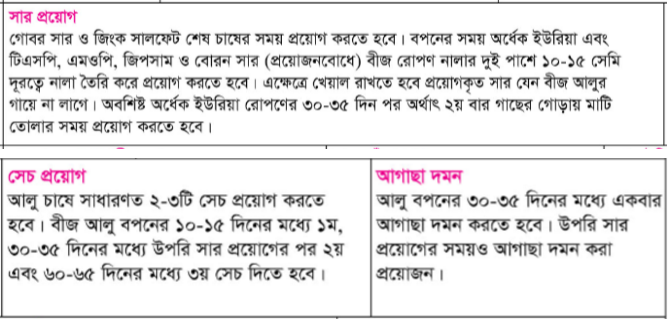 সার প্রয়োগ
গোবর সার ও জিংক সালফেট শেষ চাষের সময় প্রয়োগ করতে হবে। বপনের সময় অর্ধেক ইউরিয়া এবং
টিএসপি, এমওপি, জিপসাম ও বোরন সার (প্রয়োজনবোধে) বীজ রোপণ নালার দুই পাশে ১০-১৫ সেমি
দূরত্বে নালা তৈরি করে প্রয়োগ করতে হবে। এক্ষেত্রে খেয়াল রাখতে হবে প্রয়োগকৃত সার যেন বীজ আলুর
গায়ে না লাগে। অবশিষ্ট অর্ধেক ইউরিয়া রোপণের ৩০-৩৫ দিন পর অর্থাৎ ২য় বার গাছের গোড়ায় মাটি
তোলার সময় প্রয়োগ করতে হবে।
সেচ প্রয়োগ
আলু চাষে সাধারণত ২-৩টি সেচ প্রয়োগ করতে
হবে। বীজ আলু বপনের ১০-১৫ দিনের মধ্যে ১ম,
৩০-৩৫ দিনের মধ্যে উপরি সার প্রয়োগের পর ২য়
এবং ৬০-৬৫ দিনের মধ্যে ৩য় সেচ দিতে হবে।
আগাছা দমন
আলু বপনের ৩০-৩৫ দিনের মধ্যে একবার
আগাছা দমন করতে হবে। উপরি সার
প্রয়োগের সময়ও আগাছা দমন করা
প্রয়োজন।